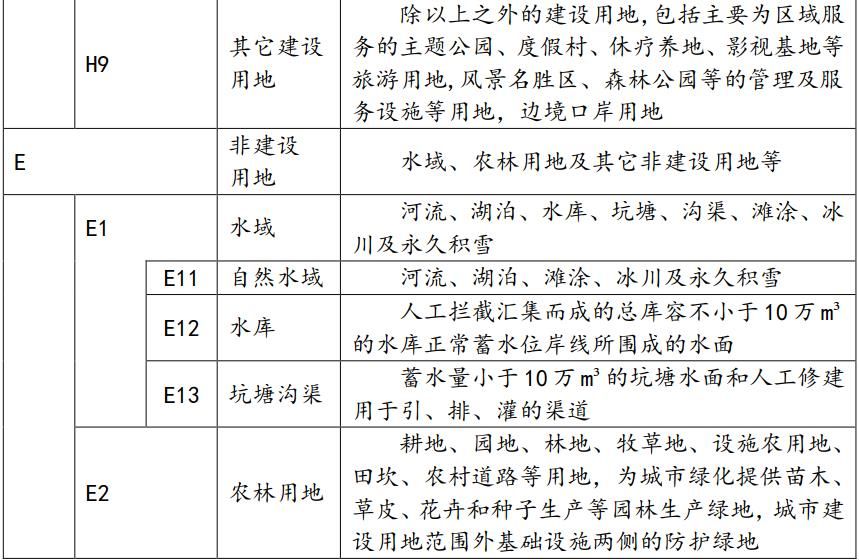 除以上之外的建设用地,包括主要为区域服
务的主题公园、度假村、休疗养地、影视基地等
旅游用地,风景名胜区、森林公园等的管理及服
务设施等用地，边境口岸用地
H9
其它建设
用地
E
非建设
用地
水域、农林用地及其它非建设用地等
E1
水域
河流、湖泊、水库、坑塘、沟渠、滩涂、冰
川及永久积雪
E11
自然水域
河流、湖泊、滩涂、冰川及永久积雪
E12
水库
人工拦截汇集而成的总库容不小于10万m³
的水库正常蓄水位岸线所围成的水面
E13
坑塘沟渠
蓄水量小于10万m³的坑塘水面和人工修建
用于引、排、灌的渠道
E2
农林用地
耕地、园地、林地、牧草地、设施农用地、
田坎、农村道路等用地，为城市绿化提供苗木、
草皮、花卉和种子生产等园林生产绿地,城市建
设用地范围外基础设施两侧的防护绿地